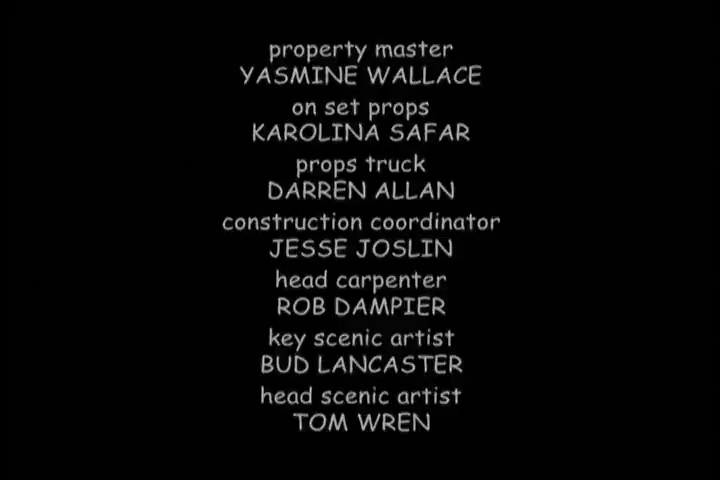 property master
YASMINE WALLACE
on set props
KAROLINA SAFAR
props truck
DARREN ALLAN
construction coordinator
JESSE JOSLIN
head carpenter
ROB DAMPIER
key scenic artist
BUD LANCASTER
head scenic artist
TOM WREN